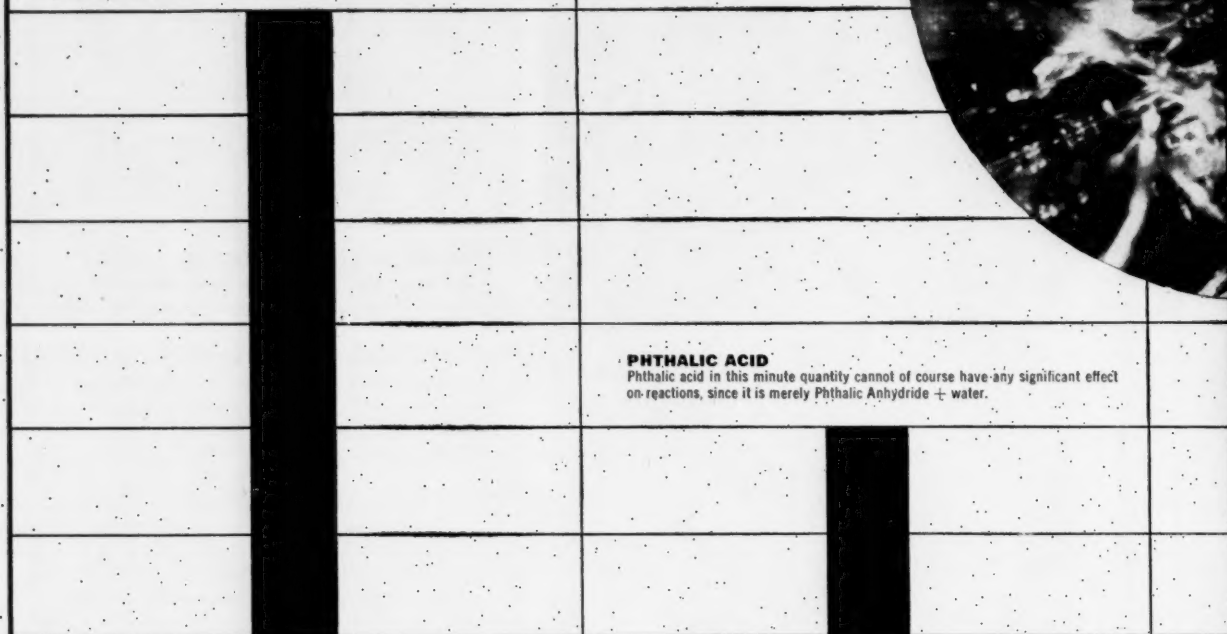 PHTHALIC ACID
Phthalic acid in this minute quantity cannot of course have any significant effect
on reactions, since it is merely Phthalic Anhydride + water.